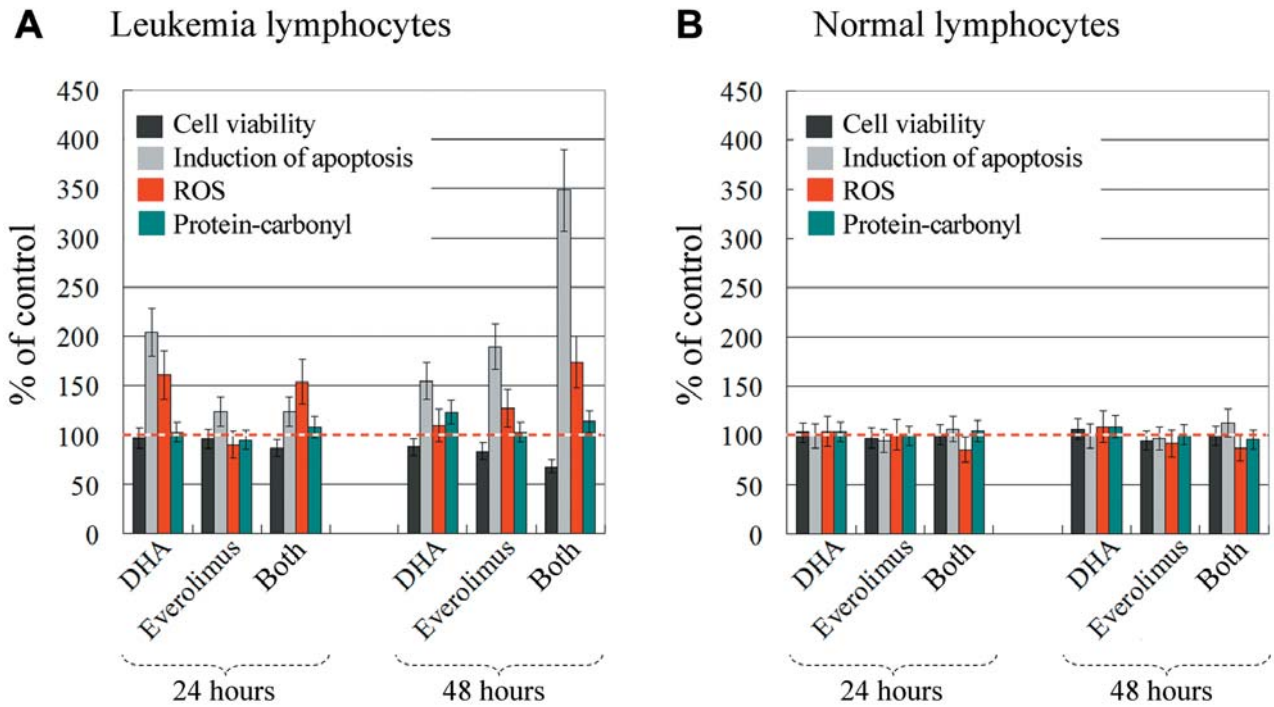 A Leukemia lymphocytes
% of control
450
400
350
300
250
200
150
100
50
0
Cell viability
Induction of apoptosis
ROS
Protein-carbonyl
DHA
Everolimus
Both
DHA
Everolimus
Both
24 hours
48 hours
B Normal lymphocytes
% of control
450
400
350
300
250
200
150
100
50
0
Cell viability
Induction of apoptosis
ROS
Protein-carbonyl
DHA
Everolimus
Both
DHA
Everolimus
Both
24 hours
48 hours